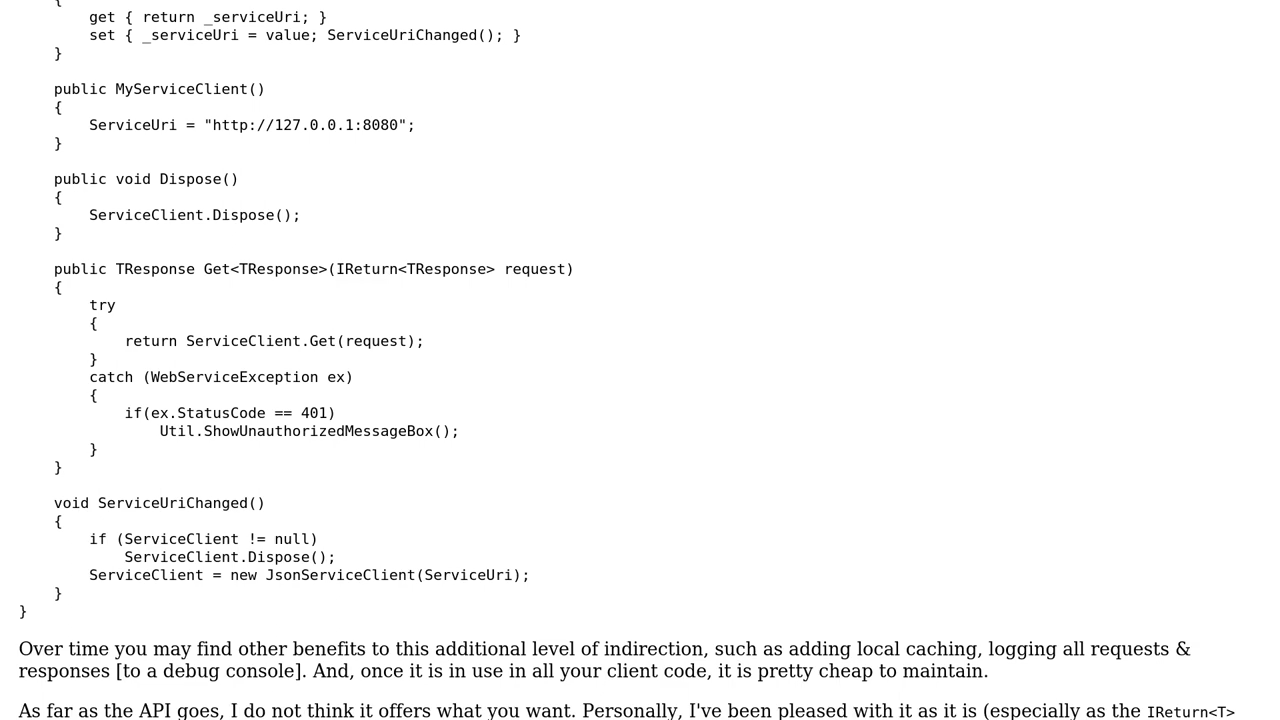 {
get { return _serviceUri; }
set { _serviceUri = value; ServiceUriChanged(); }
}
public MyServiceClient()
{
ServiceUri = "http://127.0.0.1:8080";
}
public void Dispose()
{
ServiceClient.Dispose();
}
public TResponse Get<TResponse>(IReturn<TResponse> request)
{
try
{
return ServiceClient.Get(request);
}
catch (WebServiceException ex)
{
if(ex.StatusCode == 401)
Util.ShowUnauthorizedMessageBox();
}
}
void ServiceUriChanged()
{
if (ServiceClient != null)
ServiceClient.Dispose();
ServiceClient = new JsonServiceClient(ServiceUri);
}
}
Over time you may find other benefits to this additional level of indirection, such as adding local caching, logging all requests &
responses [to a debug console]. And, once it is in use in all your client code, it is pretty cheap to maintain.
As far as the API goes, I do not think it offers what you want. Personally, I've been pleased with it as it is (especially as the IReturn<T>